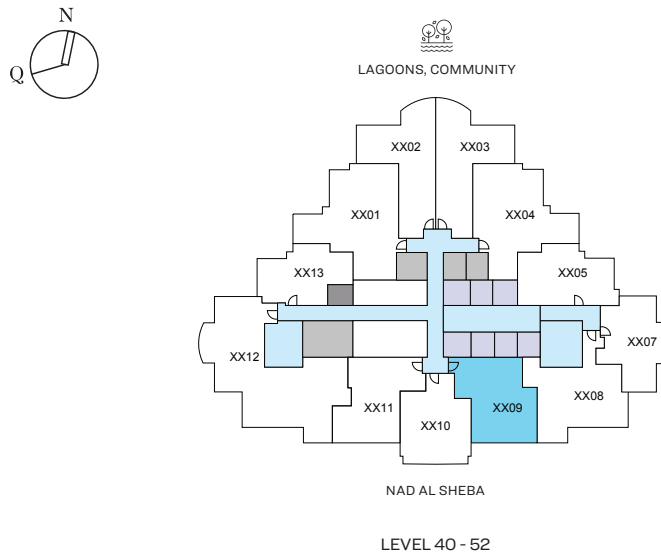 N
Q
LAGOONS, COMMUNITY
XX02 XX03
XX01 XX04
XX13 XX05
XX12 XX07
XX11 XX10 XX09 XX08
NAD AL SHEBA
LEVEL 40 - 52